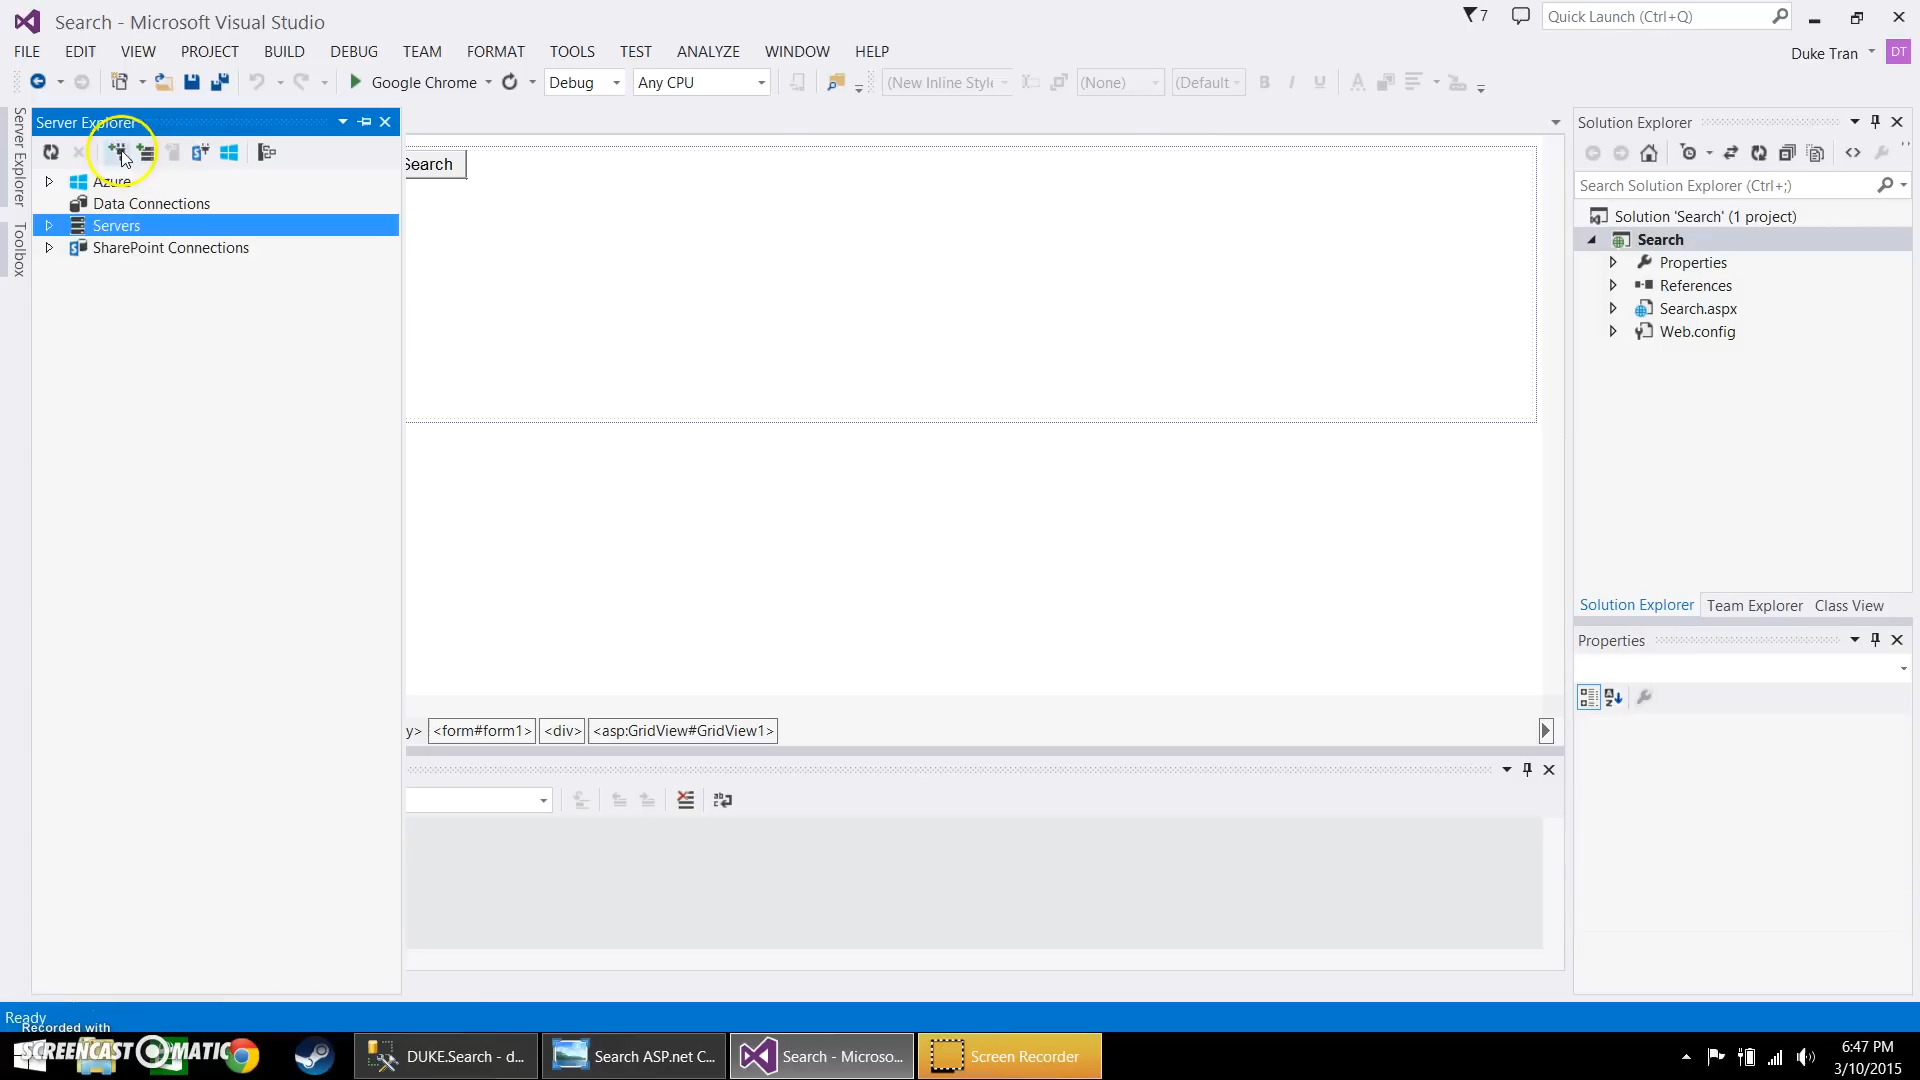 Search - Microsoft Visual Studio
7
Quick Launch (Ctrl+Q)
FILE EDIT VIEW PROJECT BUILD DEBUG TEAM FORMAT TOOLS TEST ANALYZE WINDOW HELP
Duke Tran DT
Google Chrome Debug Any CPU (New Inline Style (None) (Default B I U A
Server Explorer
Toolbox
Server Explorer
Azure
Data Connections
Servers
SharePoint Connections
Search
y> <form#form1> <div> <asp:GridView#GridView1>
Solution Explorer
Search Solution Explorer (Ctrl+;)
Solution 'Search' (1 project)
Search
Properties
References
Search.aspx
Web.config
Solution Explorer Team Explorer Class View
Properties
Ready
Recorded with
SCREENCAST MATIC
DUKE.Search - d...
Search ASP.net C...
Search - Microso...
Screen Recorder
6:47 PM
3/10/2015